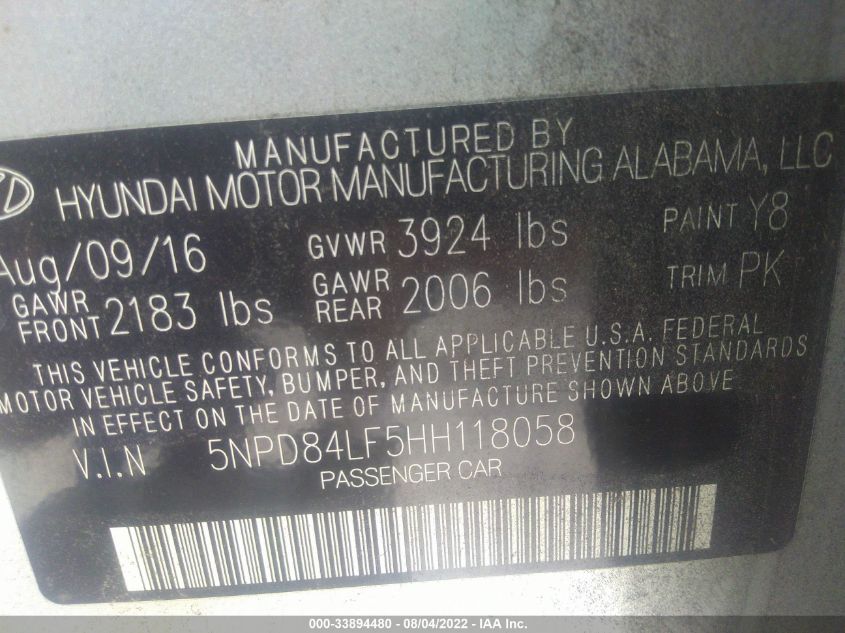 MANUFACTURED BY
HYUNDAI MOTOR MANUFACTURING ALABAMA, LLC
Aug/09/16 GVWR 3924 lbs PAINT Y8
GAWR FRONT 2183 lbs GAWR REAR 2006 lbs TRIM PK
THIS VEHICLE CONFORMS TO ALL APPLICABLE U.S.A. FEDERAL
MOTOR VEHICLE SAFETY, BUMPER, AND THEFT PREVENTION STANDARDS
IN EFFECT ON THE DATE OF MANUFACTURE SHOWN ABOVE
V.I.N 5NPD84LF5HH118058
PASSENGER CAR
000-33894480 - 08/04/2022 - IAA Inc.